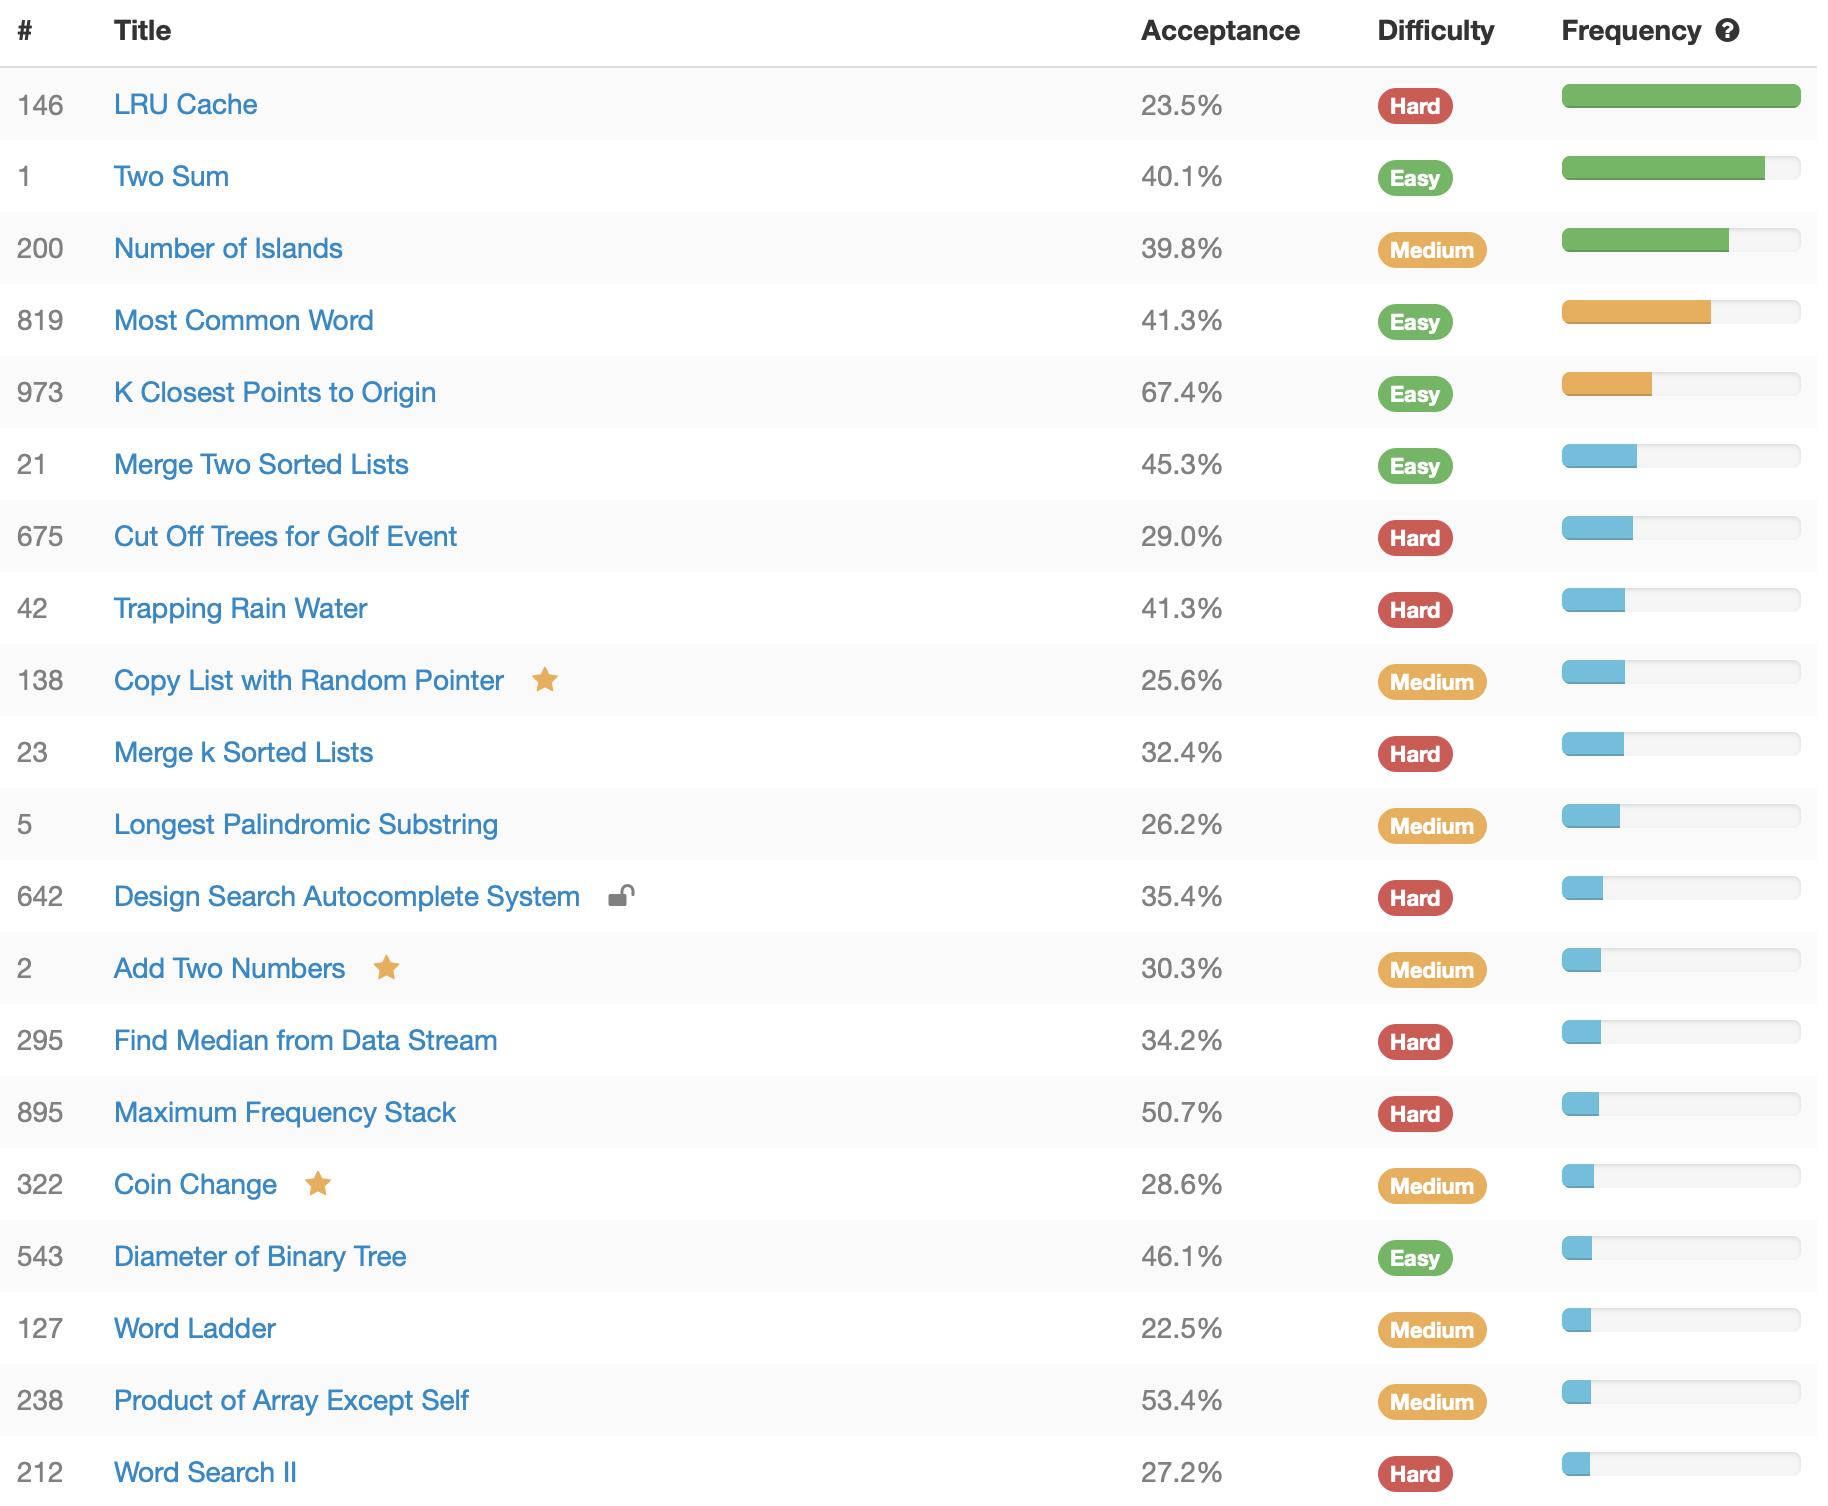 # Title Acceptance Difficulty Frequency ?
146 LRU Cache 23.5% Hard
1 Two Sum 40.1% Easy
200 Number of Islands 39.8% Medium
819 Most Common Word 41.3% Easy
973 K Closest Points to Origin 67.4% Easy
21 Merge Two Sorted Lists 45.3% Easy
675 Cut Off Trees for Golf Event 29.0% Hard
42 Trapping Rain Water 41.3% Hard
138 Copy List with Random Pointer 25.6% Medium
23 Merge k Sorted Lists 32.4% Hard
5 Longest Palindromic Substring 26.2% Medium
642 Design Search Autocomplete System 35.4% Hard
2 Add Two Numbers 30.3% Medium
295 Find Median from Data Stream 34.2% Hard
895 Maximum Frequency Stack 50.7% Hard
322 Coin Change 28.6% Medium
543 Diameter of Binary Tree 46.1% Easy
127 Word Ladder 22.5% Medium
238 Product of Array Except Self 53.4% Medium
212 Word Search II 27.2% Hard